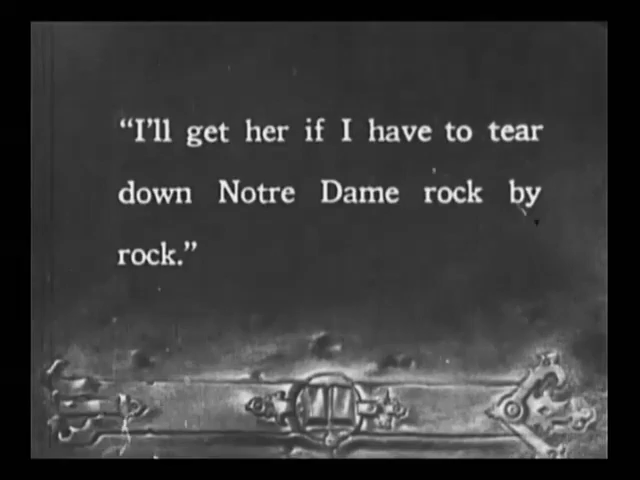 “I’ll get her if I have to tear
down Notre Dame rock by
rock.”